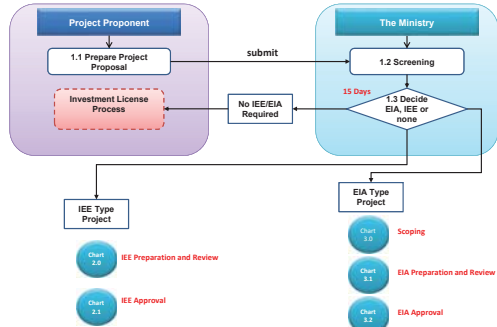 Project Proponent
The Ministry
1.1 Prepare Project
Proposal
submit
1.2 Screening
Investment License
Process
No IEE/EIA
Required
15 Days
1.3 Decide
EIA, IEE or
none
IEE Type
Project
EIA Type
Project
Chart
2.0
IEE Preparation and Review
Chart
2.1
IEE Approval
Chart
3.0
Scoping
Chart
3.1
EIA Preparation and Review
Chart
3.2
EIA Approval